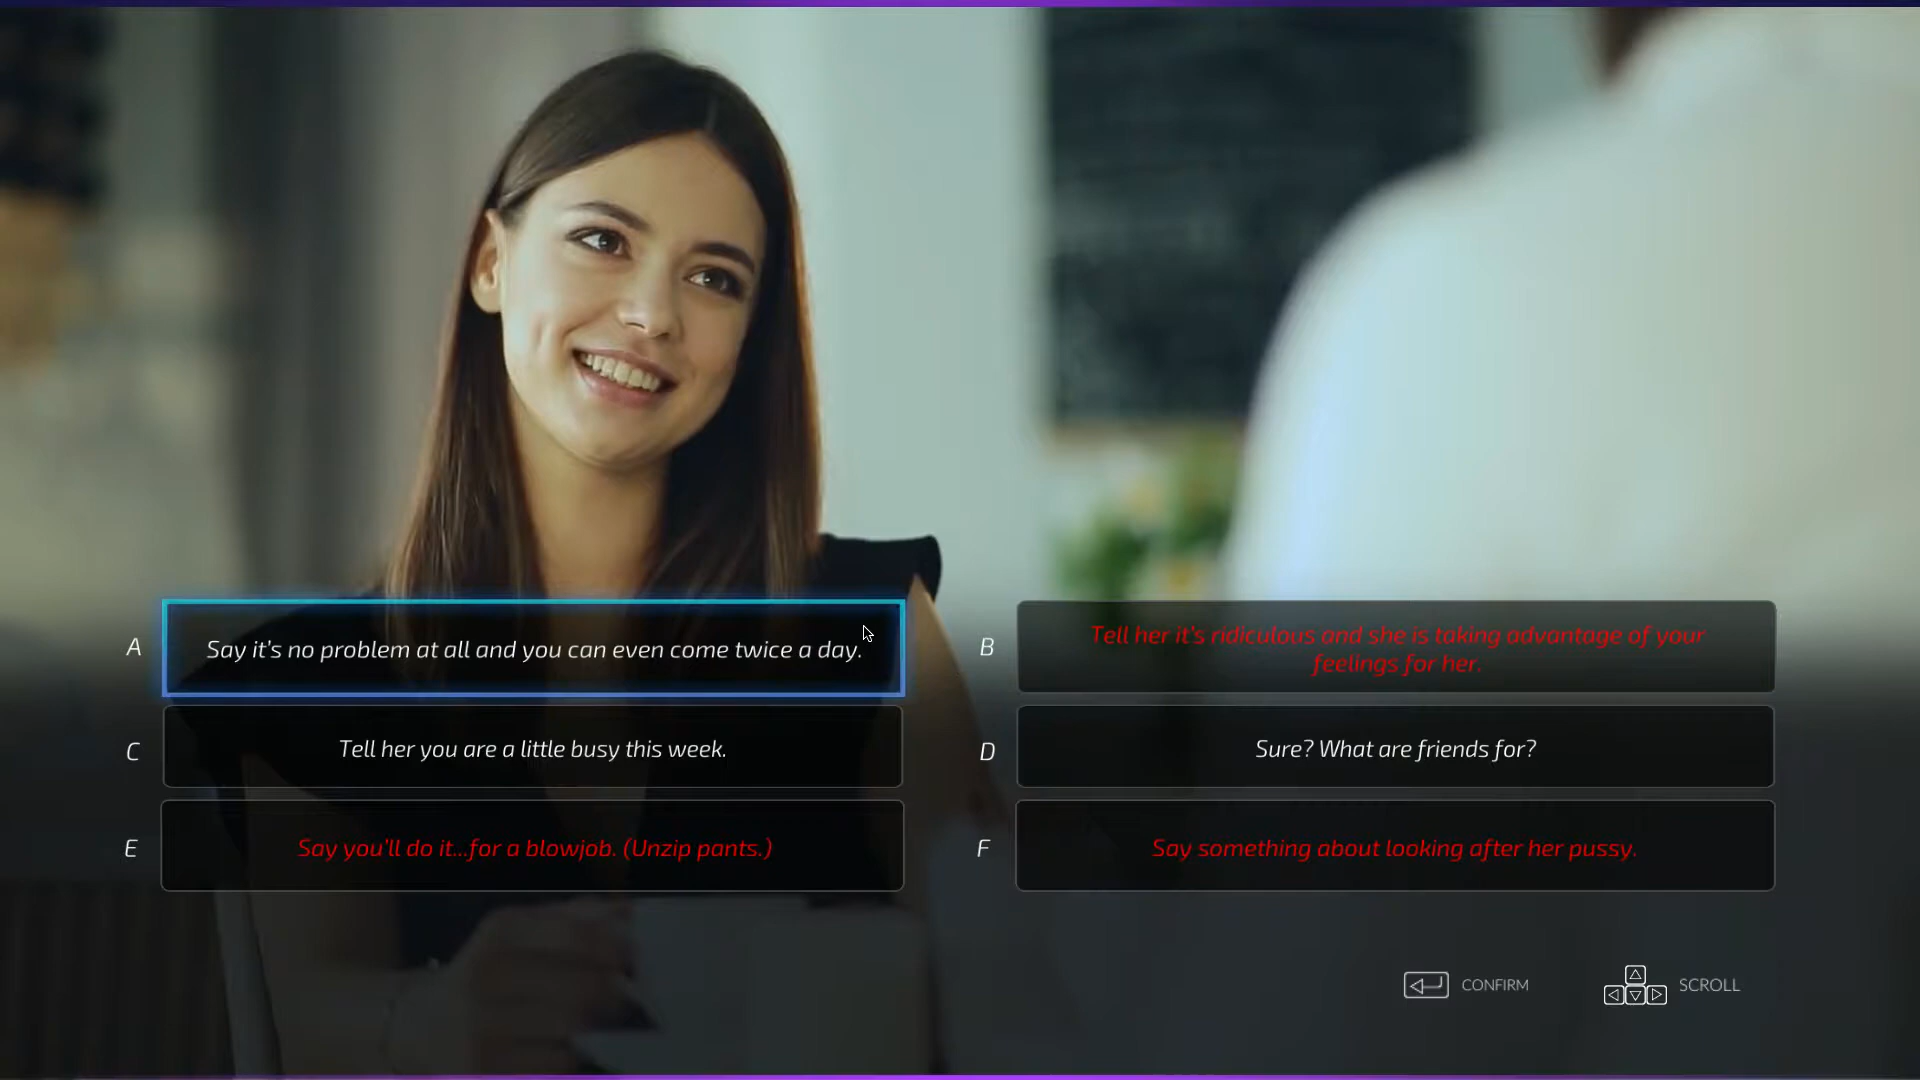 A
Say it's no problem at all and you can even come twice a day.
B
Tell her it's ridiculous and she is taking advantage of your
feelings for her.
C
Tell her you are a little busy this week.
D
Sure? What are friends for?
E
Say you'll do it...for a blowjob. (Unzip pants.)
F
Say something about looking after her pussy.
CONFIRM
SCROLL